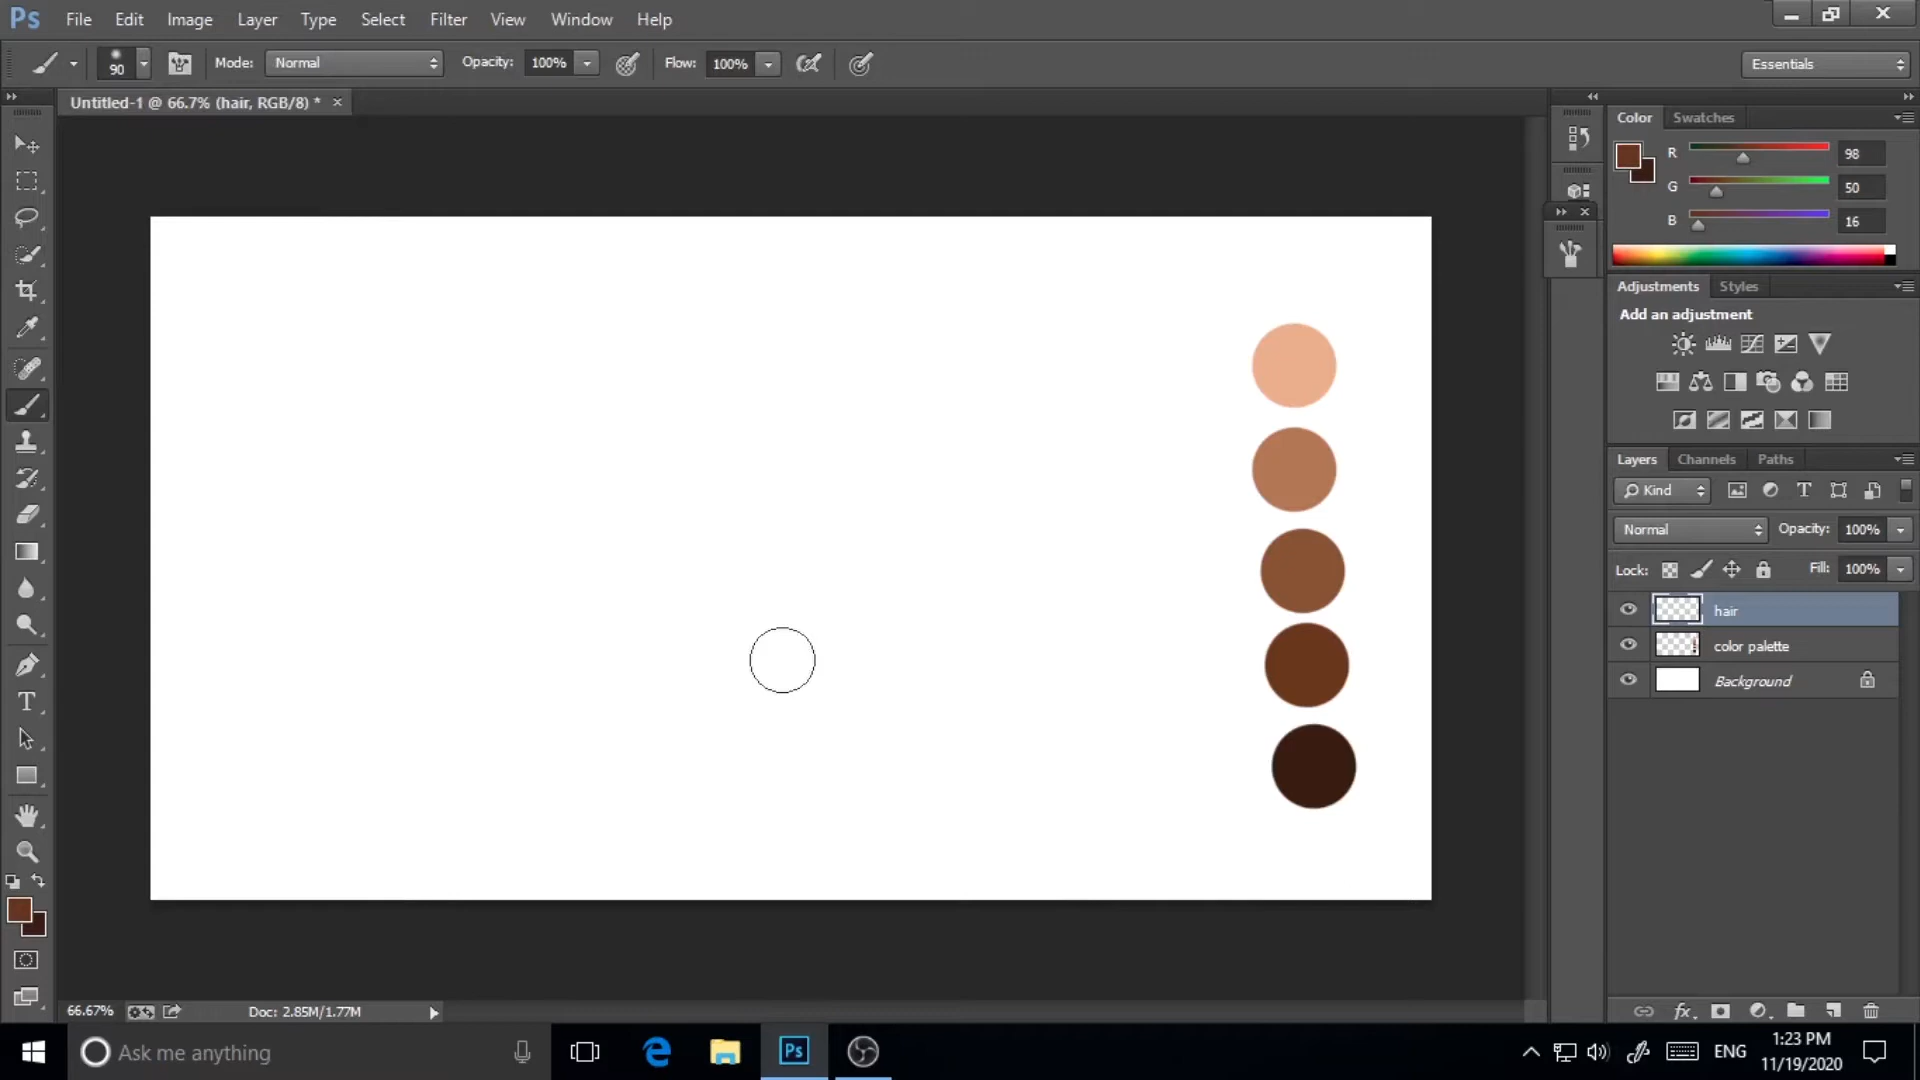 Ps File Edit Image Layer Type Select Filter View Window Help
90 Mode: Normal Opacity: 100% Flow: 100% Essentials
Untitled-1 @ 66.7% (hair, RGB/8) * ×
Color Swatches
R 98
G 50
B 16
Adjustments Styles
Add an adjustment
Layers Channels Paths
Kind T
Normal Opacity: 100%
Lock: Fill: 100%
hair
color palette
Background
T
fx
66.67% Doc: 2.85M/1.77M
Ask me anything Ps ENG 1:23 PM
11/19/2020